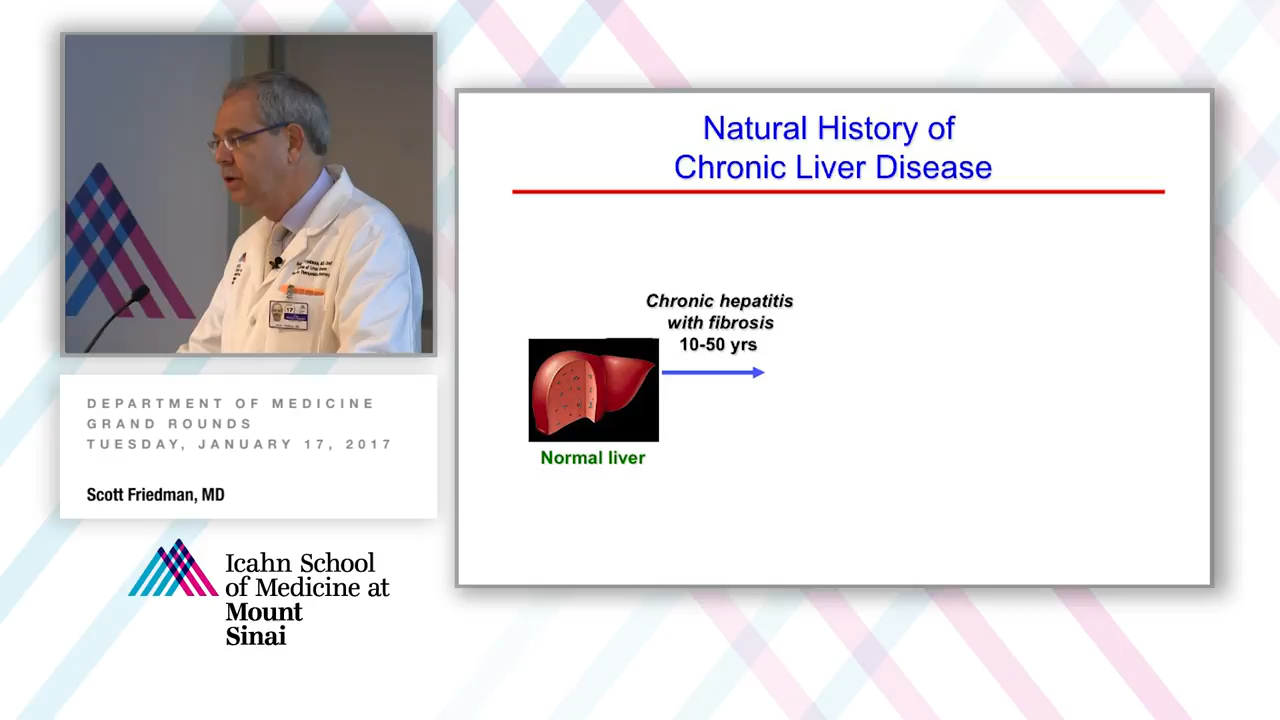 DEPARTMENT OF MEDICINE
GRAND ROUNDS
TUESDAY, JANUARY 17, 2017
Scott Friedman, MD
Icahn School
of Medicine at
Mount
Sinai
Natural History of
Chronic Liver Disease
Chronic hepatitis
with fibrosis
10-50 yrs
Normal liver